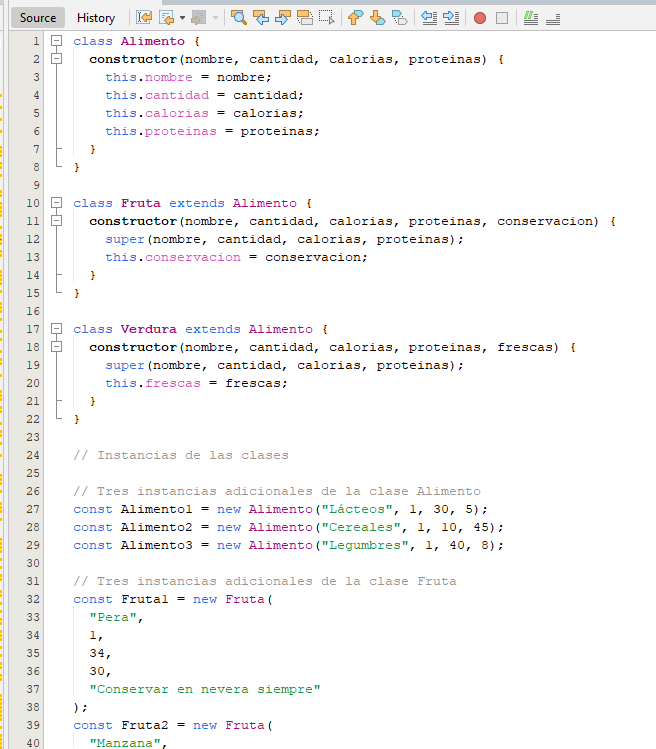 Source History
1 class Alimento {
2 constructor(nombre, cantidad, calorias, proteinas) {
3 this.nombre = nombre;
4 this.cantidad = cantidad;
5 this.calorias = calorias;
6 this.proteinas = proteinas;
7 }
8 }
9
10 class Fruta extends Alimento {
11 constructor(nombre, cantidad, calorias, proteinas, conservacion) {
12 super(nombre, cantidad, calorias, proteinas);
13 this.conservacion = conservacion;
14 }
15 }
16
17 class Verdura extends Alimento {
18 constructor(nombre, cantidad, calorias, proteinas, frescas) {
19 super(nombre, cantidad, calorias, proteinas);
20 this.frescas = frescas;
21 }
22 }
23
24 // Instancias de las clases
25
26 // Tres instancias adicionales de la clase Alimento
27 const Alimento1 = new Alimento("Lácteos", 1, 30, 5);
28 const Alimento2 = new Alimento("Cereales", 1, 10, 45);
29 const Alimento3 = new Alimento("Legumbres", 1, 40, 8);
30
31 // Tres instancias adicionales de la clase Fruta
32 const Fruta1 = new Fruta(
33 "Pera",
34 1,
35 34,
36 30,
37 "Conservar en nevera siempre"
38 );
39 const Fruta2 = new Fruta(
40 "Manzana",